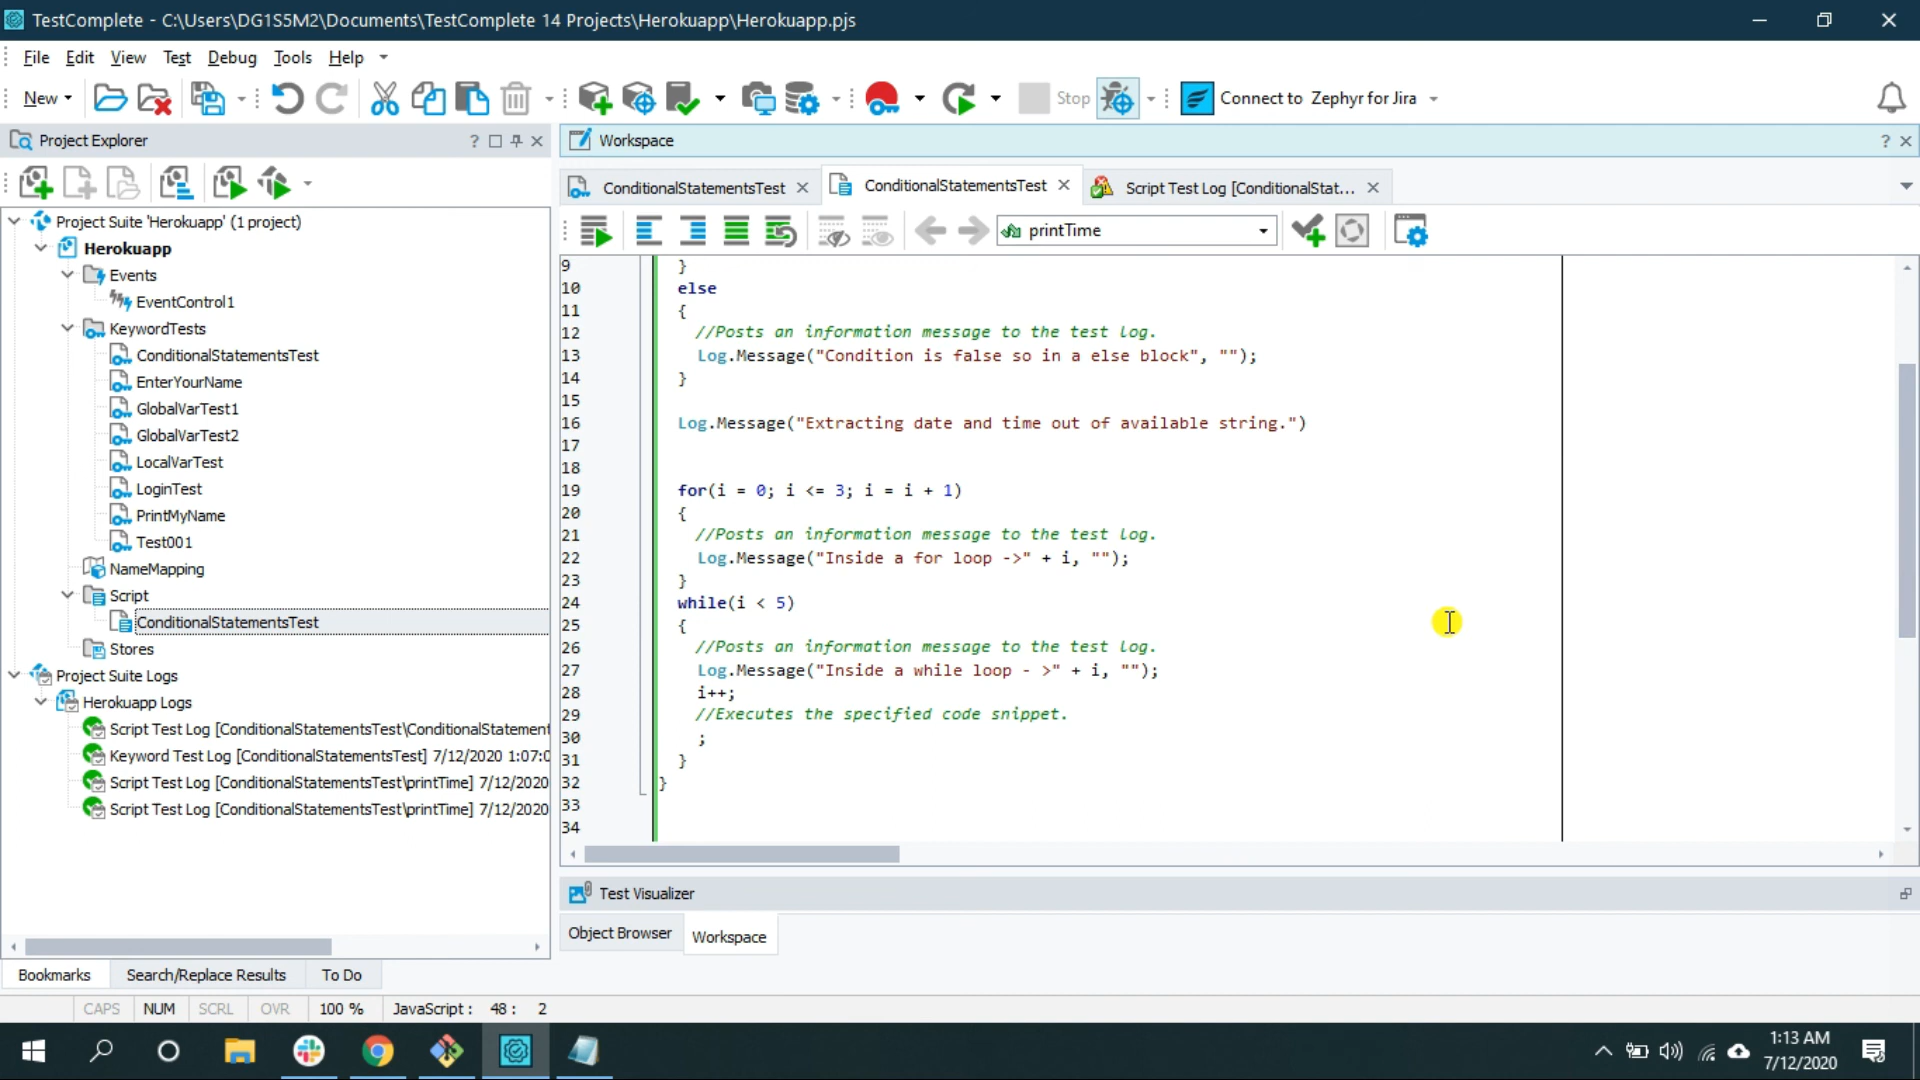 TestComplete - C:\Users\DG1S5M2\Documents\TestComplete 14 Projects\Herokuapp\Herokuapp.pjs
File Edit View Test Debug Tools Help
New Stop Connect to Zephyr for Jira
Project Explorer
Workspace
ConditionalStatementsTest ConditionalStatementsTest Script Test Log [ConditionalStat...
printTime
Project Suite 'Herokuapp' (1 project)
Herokuapp
Events
EventControl1
KeywordTests
ConditionalStatementsTest
EnterYourName
GlobalVarTest1
GlobalVarTest2
LocalVarTest
LoginTest
PrintMyName
Test001
NameMapping
Script
ConditionalStatementsTest
Stores
Project Suite Logs
Herokuapp Logs
Script Test Log [ConditionalStatementsTest\ConditionalStatement
Keyword Test Log [ConditionalStatementsTest] 7/12/2020 1:07:0
Script Test Log [ConditionalStatementsTest\printTime] 7/12/2020
Script Test Log [ConditionalStatementsTest\printTime] 7/12/2020
9 }
10 else
11 {
12 //Posts an information message to the test log.
13 Log.Message("Condition is false so in a else block", "");
14 }
15
16 Log.Message("Extracting date and time out of available string.")
17
18
19 for(i = 0; i <= 3; i = i + 1)
20 {
21 //Posts an information message to the test log.
22 Log.Message("Inside a for loop ->" + i, "");
23 }
24 while(i < 5)
25 {
26 //Posts an information message to the test log.
27 Log.Message("Inside a while loop - >" + i, "");
28 i++;
29 //Executes the specified code snippet.
30 ;
31 }
32 }
33
34
Test Visualizer
Object Browser Workspace
Bookmarks Search/Replace Results To Do
CAPS NUM SCRL OVR 100 % JavaScript : 48 : 2
1:13 AM
7/12/2020